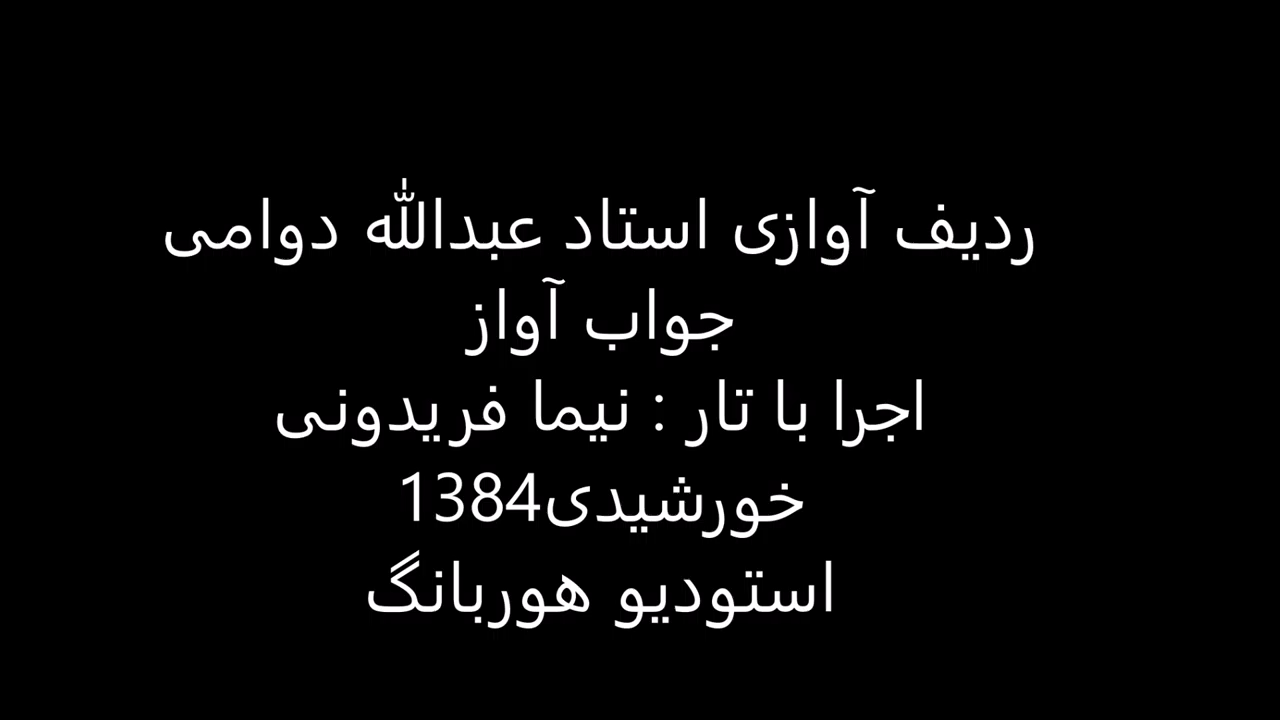 ردیف آوازی استاد عبدالله دوامی
جواب آواز
اجرا با تار : نیما فریدونی
خورشیدی1384
استودیو هوربانگ